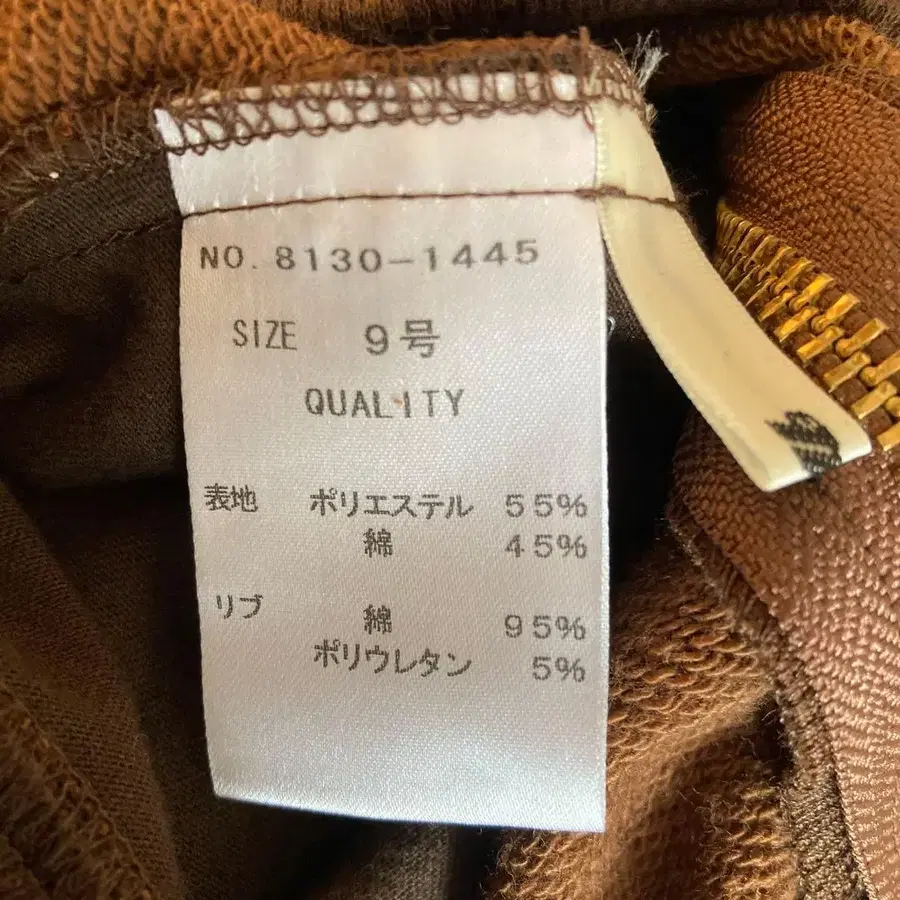 NO. 8130-1445
SIZE 9号
QUALITY
表地 ポリエステル 55%
綿 45%
リブ 綿 95%
ポリウレタン 5%